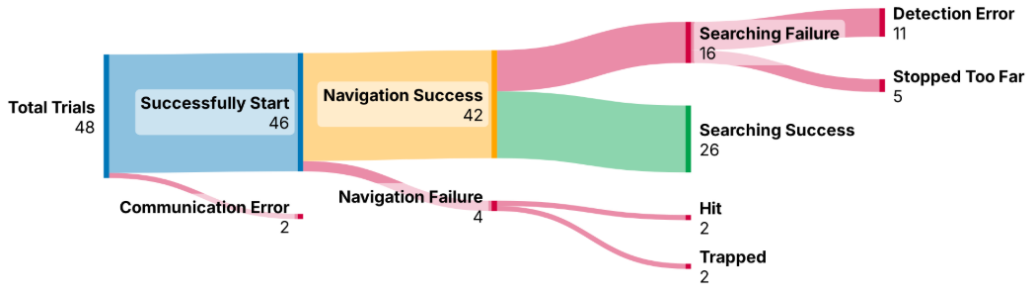 Total Trials
48
Successfully Start
46
Communication Error
2
Navigation Success
42
Navigation Failure
4
Searching Failure
16
Searching Success
26
Hit
2
Trapped
2
Detection Error
11
Stopped Too Far
5